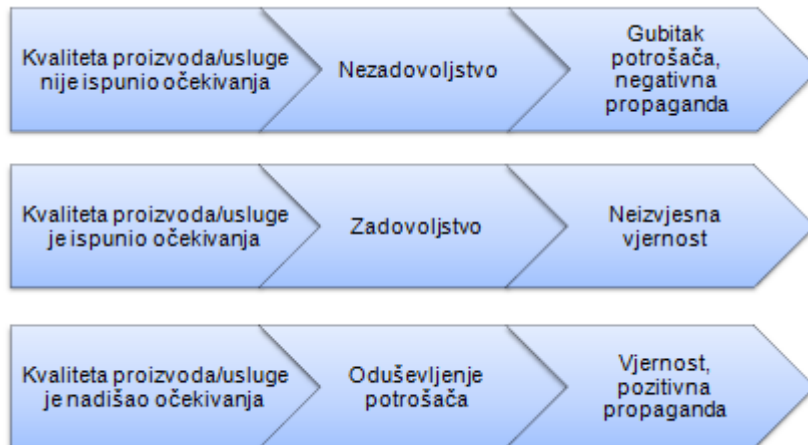 Kvaliteta proizvoda/usluge
nije ispunio očekivanja
Nezadovoljstvo
Gubitak
potrošača,
negativna
propaganda
Kvaliteta proizvoda/usluge
je ispunio očekivanja
Zadovoljstvo
Neizvjesna
vjernost
Kvaliteta proizvoda/usluge
je nadišao očekivanja
Oduševljenje
potrošača
Vjernost,
pozitivna
propaganda